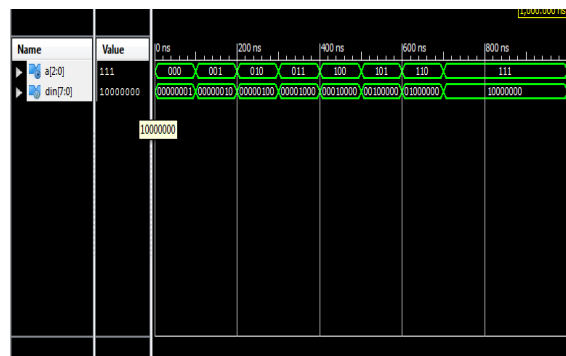 1,000.000 ns
Name Value 0 ns 200 ns 400 ns 600 ns 800 ns
a[2:0] 111 000 001 010 011 100 101 110 111
din[7:0] 10000000 00000001 00000010 00000100 00001000 00010000 00100000 01000000 10000000
10000000